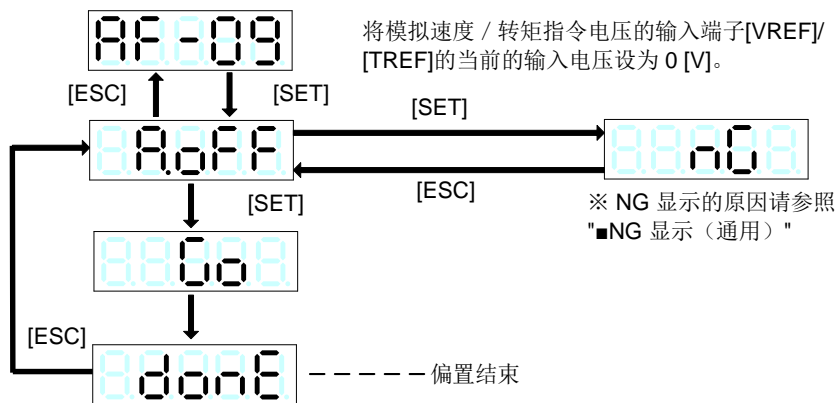 AF-09
将模拟速度／转矩指令电压的输入端子[VREF]/
[TREF]的当前的输入电压设为 0 [V]。
[ESC]
[SET]
[SET]
A.oFF
nG
[ESC]
[SET]
※ NG 显示的原因请参照
"■NG 显示（通用）"
Go
[ESC]
donE
－－－－－偏置结束